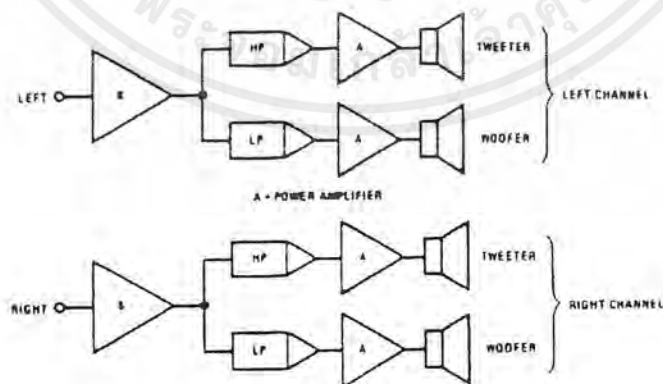 HP
A
TWEETER
LEFT
LEFT CHANNEL
LP
A
WOOFER
A = POWER AMPLIFIER
HP
A
TWEETER
RIGHT
RIGHT CHANNEL
LP
A
WOOFER